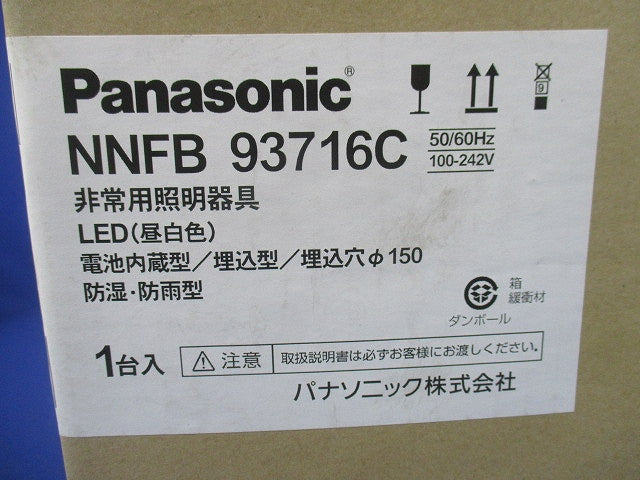 Panasonic®
NNFB 93716C
50/60Hz
100-242V
9
非常用照明器具
LED(昼白色)
電池内蔵型/埋込型/埋込穴φ150
防湿・防雨型
箱
緩衝材
ダンボール
1台入
⚠注意
取扱説明書は必ずお客様にお渡しください。
パナソニック株式会社